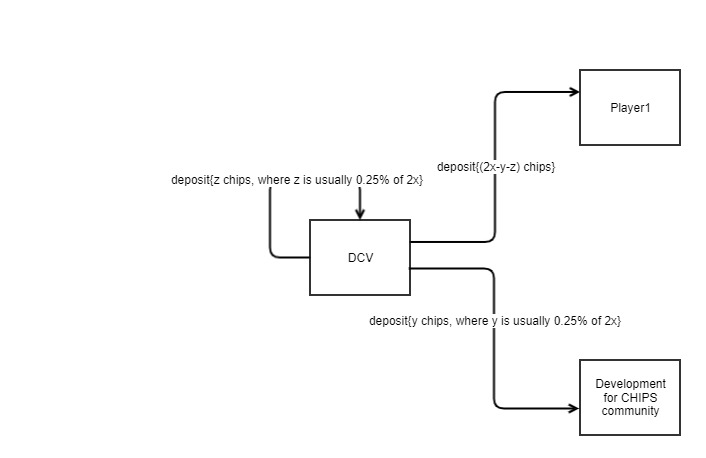 Player1
deposit{(2x-y-z) chips}
deposit{z chips, where z is usually 0.25% of 2x}
DCV
deposit{y chips, where y is usually 0.25% of 2x}
Development
for CHIPS
community